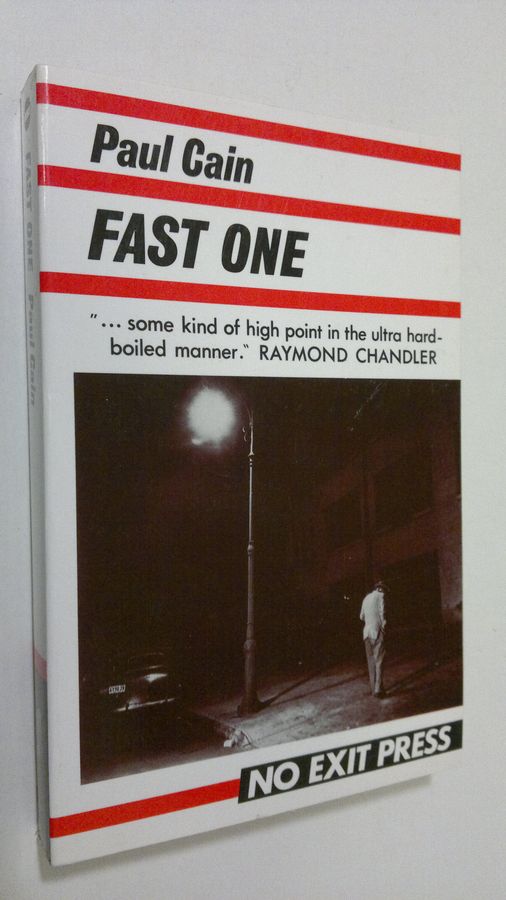 Paul Cain
FAST ONE
"... some kind of high point in the ultra hard-
boiled manner." RAYMOND CHANDLER
NO EXIT PRESS
FAST ONE Paul Cain